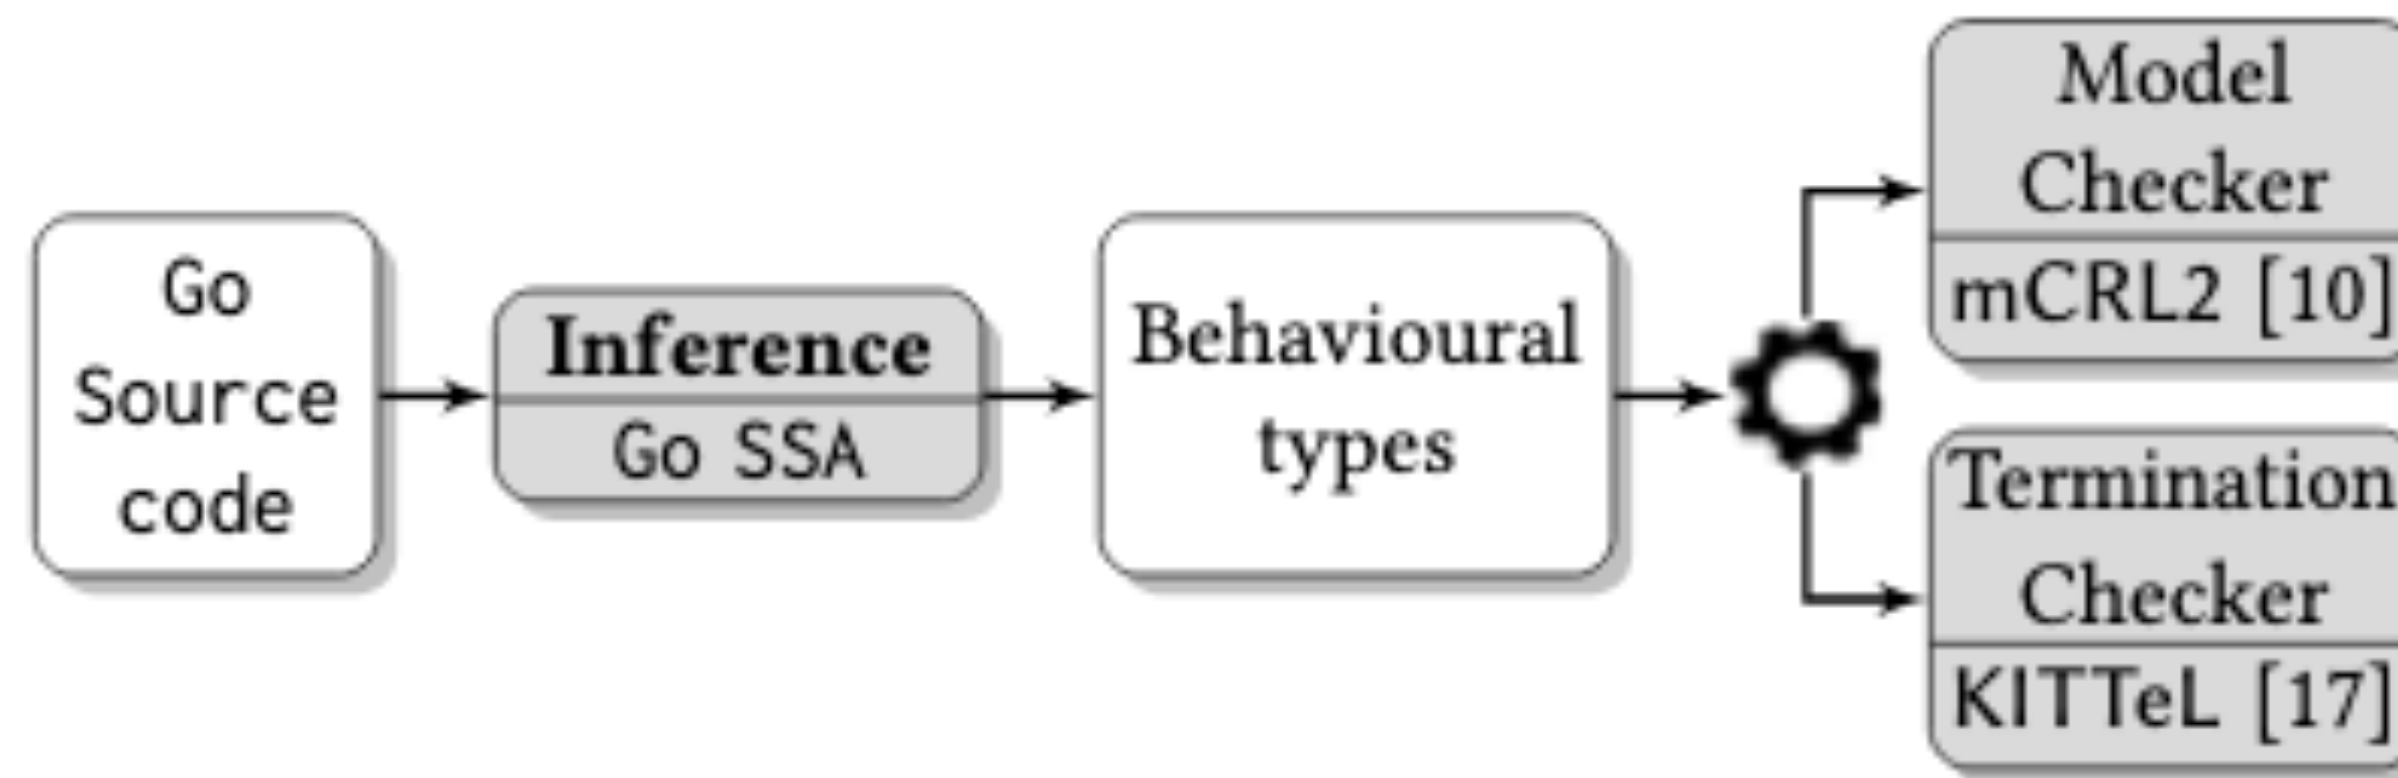 Go
Source
code
Inference
Go SSA
Behavioural
types
Model
Checker
mCRL2 [10]
Termination
Checker
KITTeL [17]